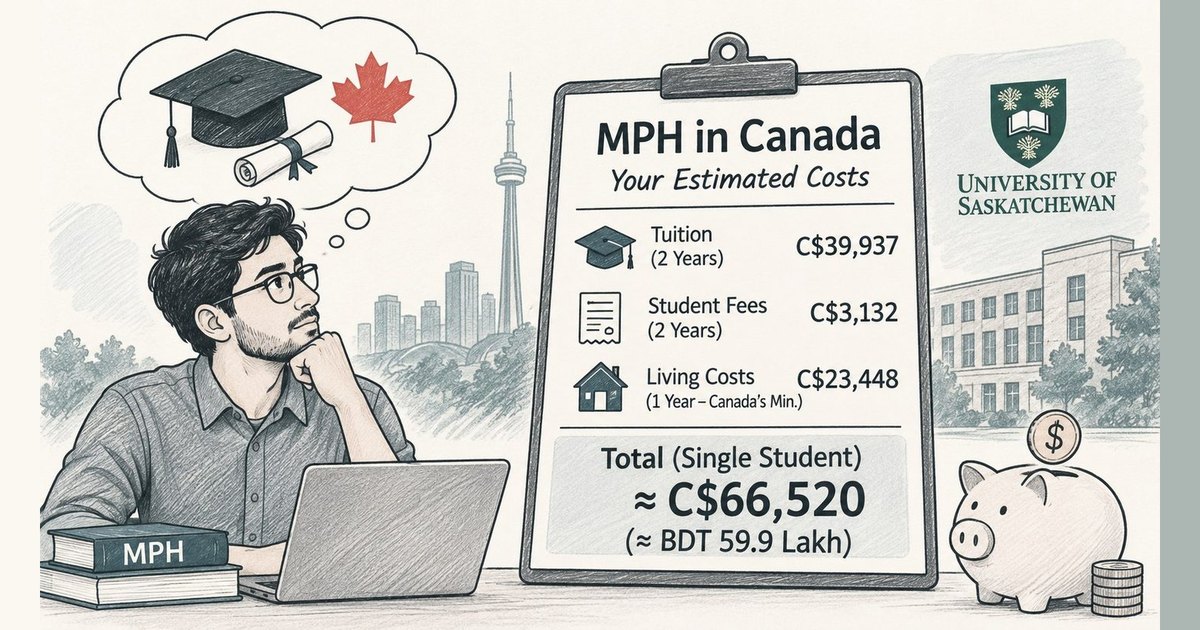 MPH in Canada
Your Estimated Costs
Tuition
(2 Years)
C$39,937
Student Fees
(2 Years)
C$3,132
Living Costs
(1 Year – Canada's Min.)
C$23,448
Total (Single Student)
≈ C$66,520
(≈ BDT 59.9 Lakh)
UNIVERSITY OF
SASKATCHEWAN
MPH
$